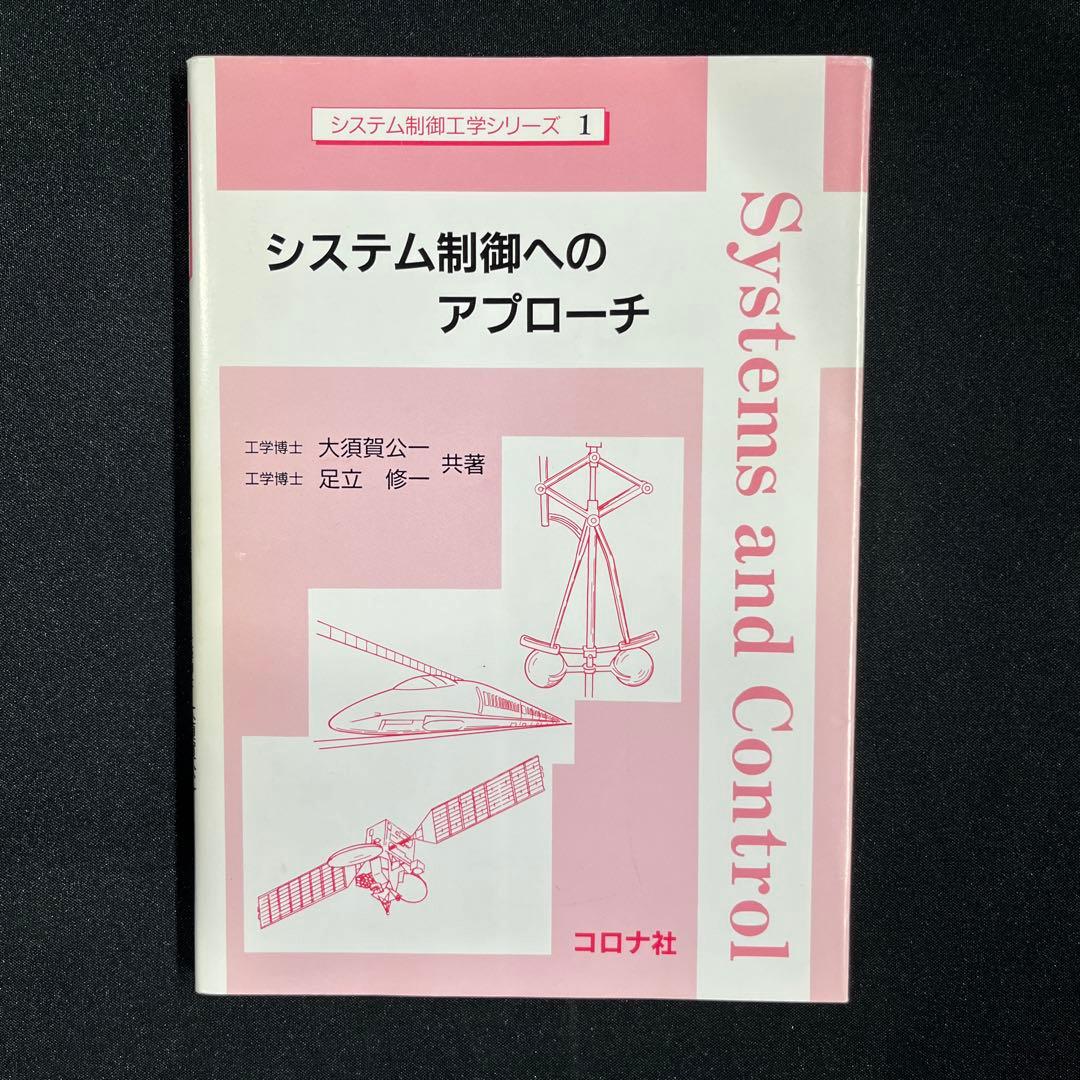 システム制御工学シリーズ 1
システム制御への
アプローチ
工学博士 大須賀公一
工学博士 足立 修一
共著
コロナ社
Systems and Control